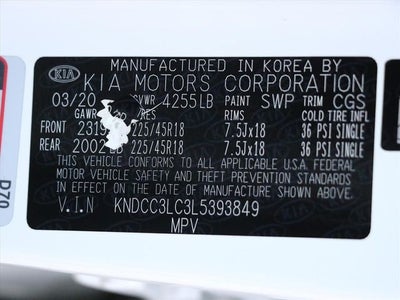 MANUFACTURED IN KOREA BY
KIA KIA MOTORS CORPORATION
03/20 GVWR 4255LB PAINT SWP TRIM CGS
GAWR RIMS COLD TIRE INFL
FRONT 225/45R18 7.5Jx18 36 PSI SINGLE
REAR 225/45R18 7.5Jx18 36 PSI SINGLE
THIS VEHICLE CONFORMS TO ALL APPLICABLE U.S.A. FEDERAL
MOTOR VEHICLE SAFETY AND THEFT PREVENTION STANDARDS
IN EFFECT ON THE DATE OF MANUFACTURE SHOWN ABOVE.
V.I.N KNDCC3LC3L5393849
MPV